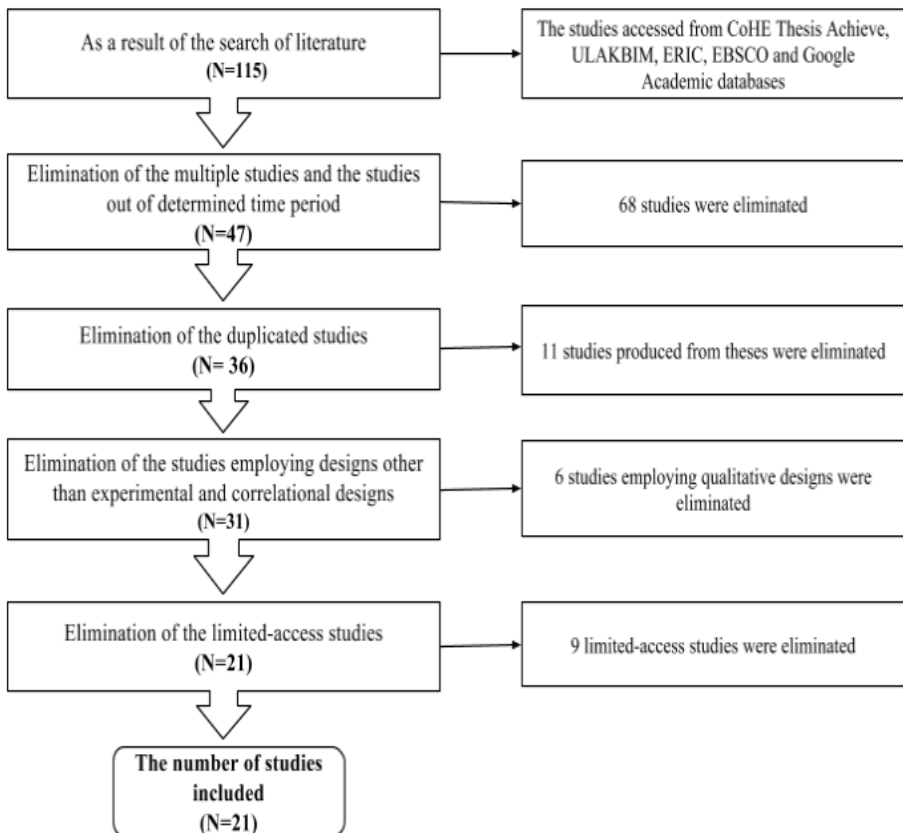 As a result of the search of literature
(N=115)
The studies accessed from CoHE Thesis Achieve,
ULAKBIM, ERIC, EBSCO and Google
Academic databases
Elimination of the multiple studies and the studies
out of determined time period
(N=47)
68 studies were eliminated
Elimination of the duplicated studies
(N= 36)
11 studies produced from theses were eliminated
Elimination of the studies employing designs other
than experimental and correlational designs
(N=31)
6 studies employing qualitative designs were
eliminated
Elimination of the limited-access studies
(N=21)
9 limited-access studies were eliminated
The number of studies
included
(N=21)